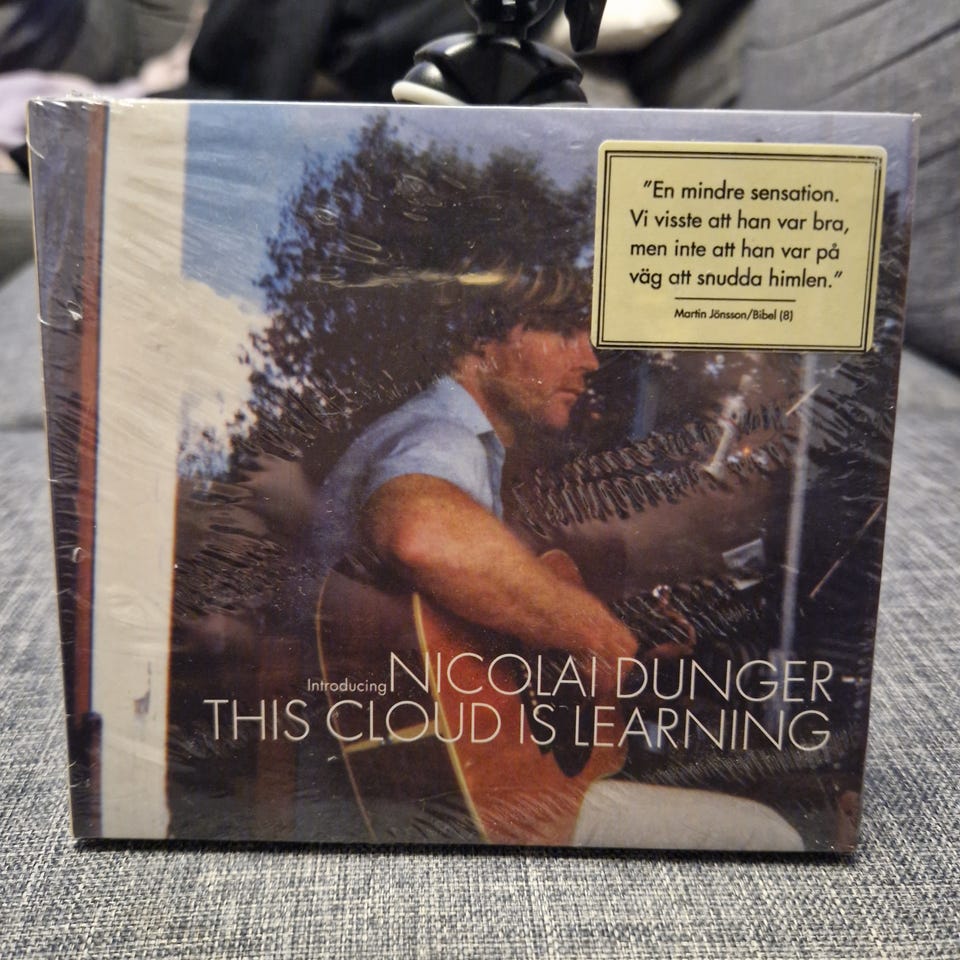 ”En mindre sensation.
Vi visste att han var bra,
men inte att han var på
väg att snudda himlen.”
Martin Jönsson/Bibel (8)
Introducing NICOLAI DUNGER
THIS CLOUD IS LEARNING